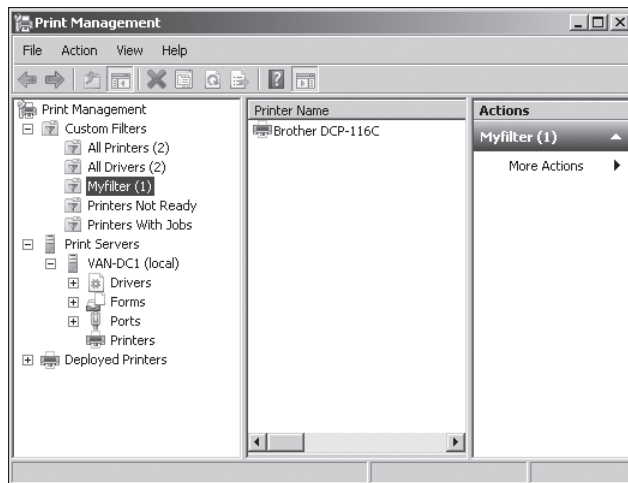 Print Management
File Action View Help
Print Management
Custom Filters
All Printers (2)
All Drivers (2)
Myfilter (1)
Printers Not Ready
Printers With Jobs
Print Servers
VAN-DC1 (local)
Drivers
Forms
Ports
Printers
Deployed Printers
Printer Name
Brother DCP-116C
Actions
Myfilter (1)
More Actions